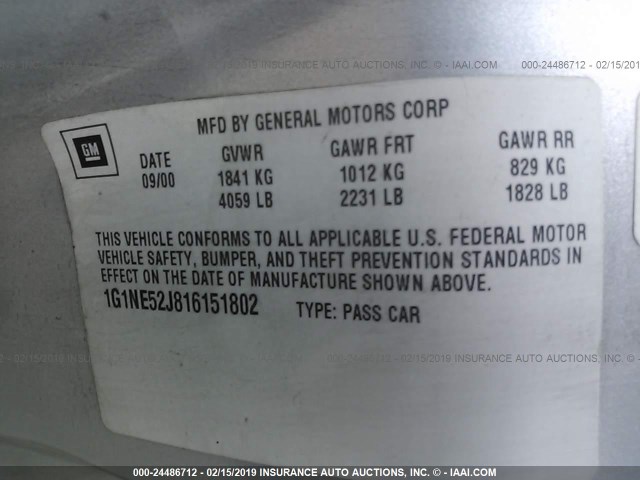 000-24486712 - 02/15/2019 INSURANCE AUTO AUCTIONS, INC. - IAAI.COM
000-24486712 - 02/15/2019
GM
MFD BY GENERAL MOTORS CORP
DATE GVWR GAWR FRT GAWR RR
09/00 1841 KG 1012 KG 829 KG
4059 LB 2231 LB 1828 LB
THIS VEHICLE CONFORMS TO ALL APPLICABLE U.S. FEDERAL MOTOR
VEHICLE SAFETY, BUMPER, AND THEFT PREVENTION STANDARDS IN
EFFECT ON THE DATE OF MANUFACTURE SHOWN ABOVE.
1G1NE52J816151802 TYPE: PASS CAR
02/15/2019 INSURANCE AUTO AUCTIONS, INC. - IAAI.COM
000-24486712 - 02/15/2019 INSURANCE AUTO AUCTIONS, INC. - IAAI.COM